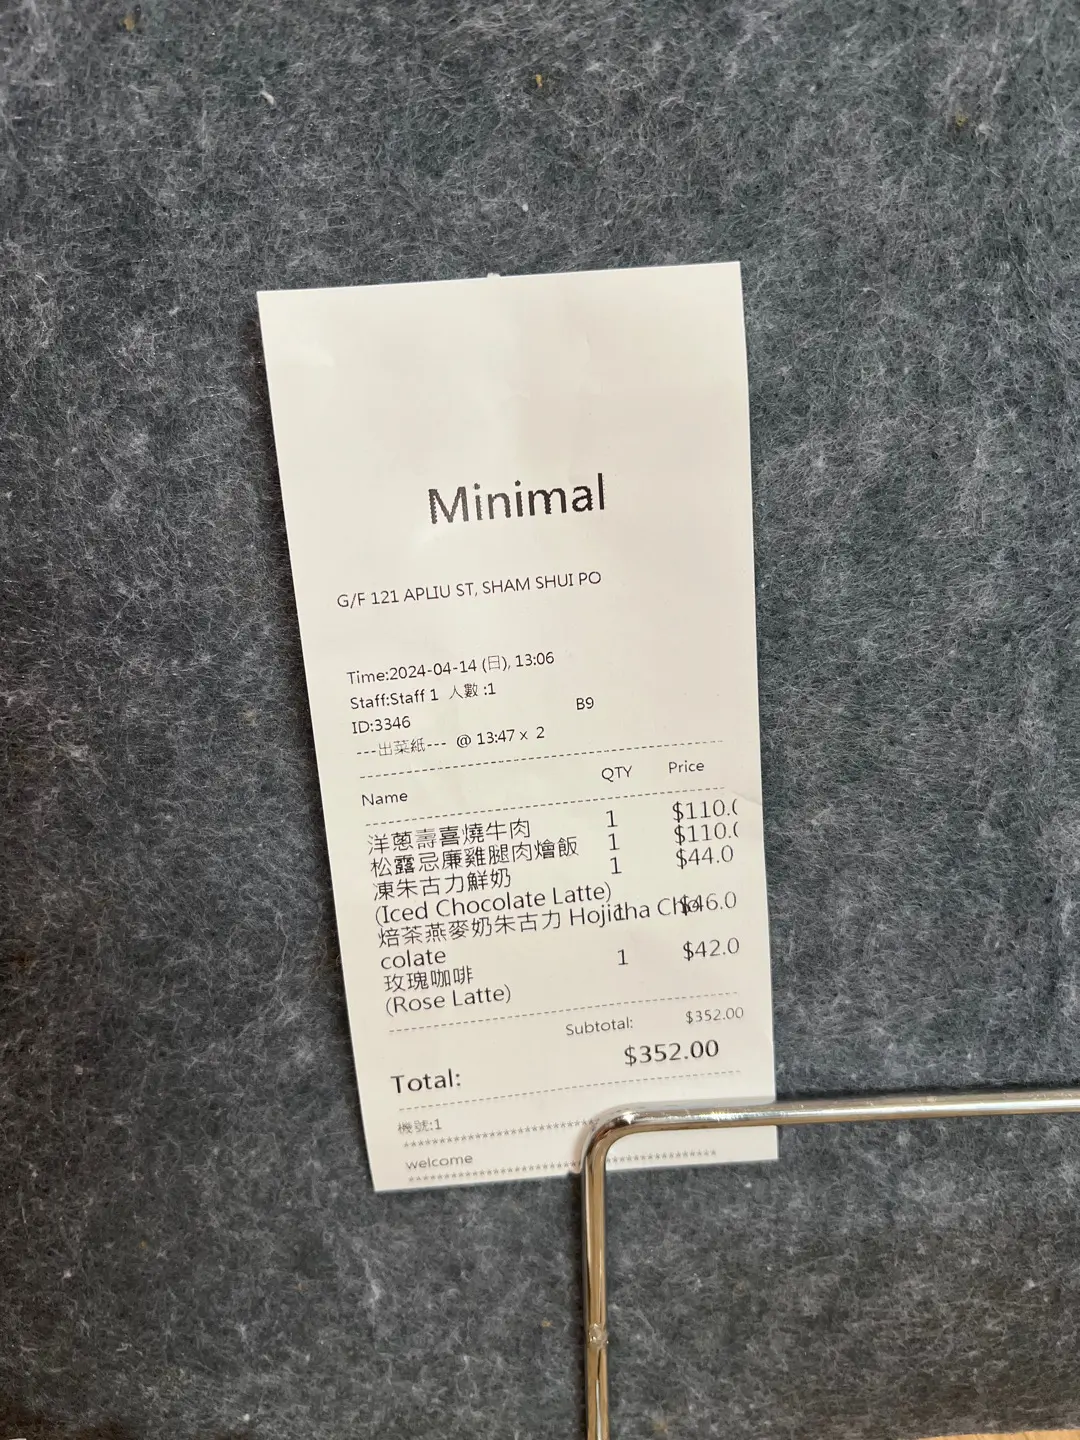 Minimal
G/F 121 APLIU ST, SHAM SHUI PO
Time:2024-04-14 (日), 13:06
Staff:Staff 1 人數 :1
ID:3346 B9
---出菜紙--- @ 13:47 x 2
Name QTY Price
洋蔥壽喜燒牛肉 1 $110.0
松露忌廉雞腿肉燴飯 1 $110.0
凍朱古力鮮奶 1 $44.0
(Iced Chocolate Latte)
焙茶燕麥奶朱古力 Hojicha Cho 1 $46.0
colate
玫瑰咖啡 1 $42.0
(Rose Latte)
Subtotal: $352.00
Total: $352.00
機號:1
****************************************
welcome
****************************************